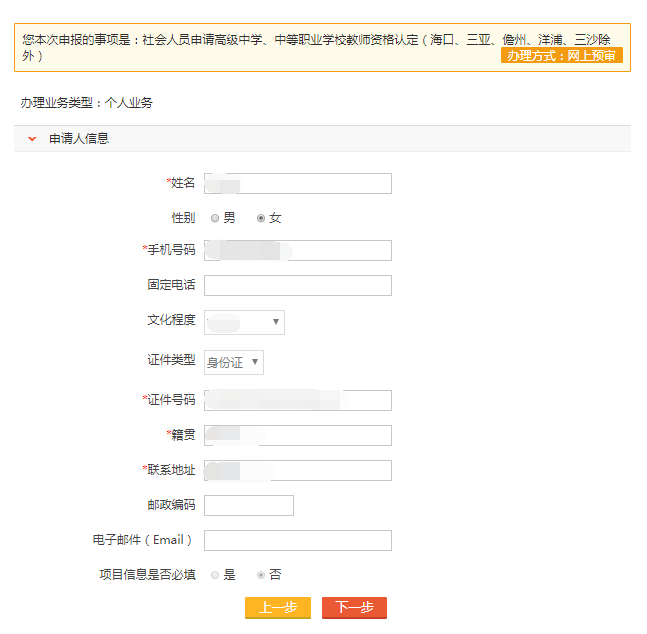 您本次申报的事项是：社会人员申请高级中学、中等职业学校教师资格认定（海口、三亚、儋州、洋浦、三沙除
外）
办理方式：网上预审
办理业务类型：个人业务
申请人信息
*姓名
性别 男 女
*手机号码
固定电话
文化程度
证件类型 身份证
*证件号码
*籍贯
*联系地址
邮政编码
电子邮件（Email）
项目信息是否必填 是 否
上一步 下一步